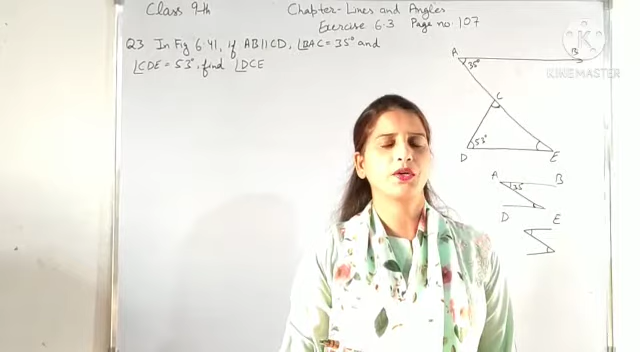 Class 9th
Chapter-Lines and Angles
Exercise 6.3 Page no. 107
Q3 In Fig 6.41, if AB||CD, ∠BAC = 35° and
∠CDE = 53°, find ∠DCE
A
B
35°
C
53°
D
E
A
B
35
D
E
KINEMASTER